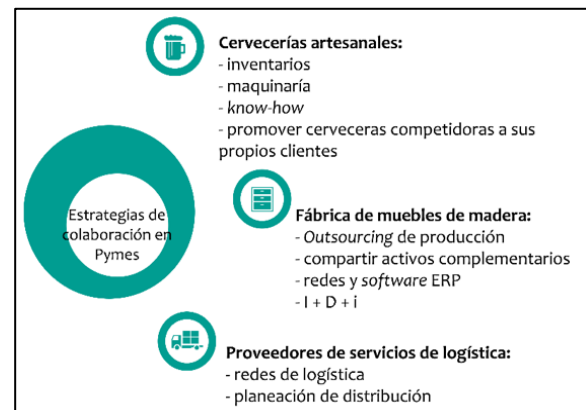 Cervecerías artesanales:
- inventarios
- maquinaría
- know-how
- promover cerveceras competidoras a sus
propios clientes
Estrategias de
colaboración en
Pymes
Fábrica de muebles de madera:
- Outsourcing de producción
- compartir activos complementarios
- redes y software ERP
- I + D + i
Proveedores de servicios de logística:
- redes de logística
- planeación de distribución